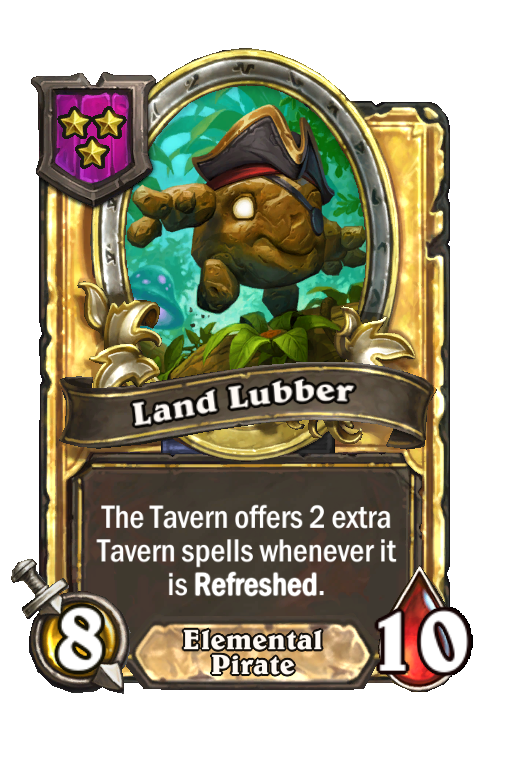 Land Lubber
The Tavern offers 2 extra
Tavern spells whenever it
is Refreshed.
8
Elemental
Pirate
10